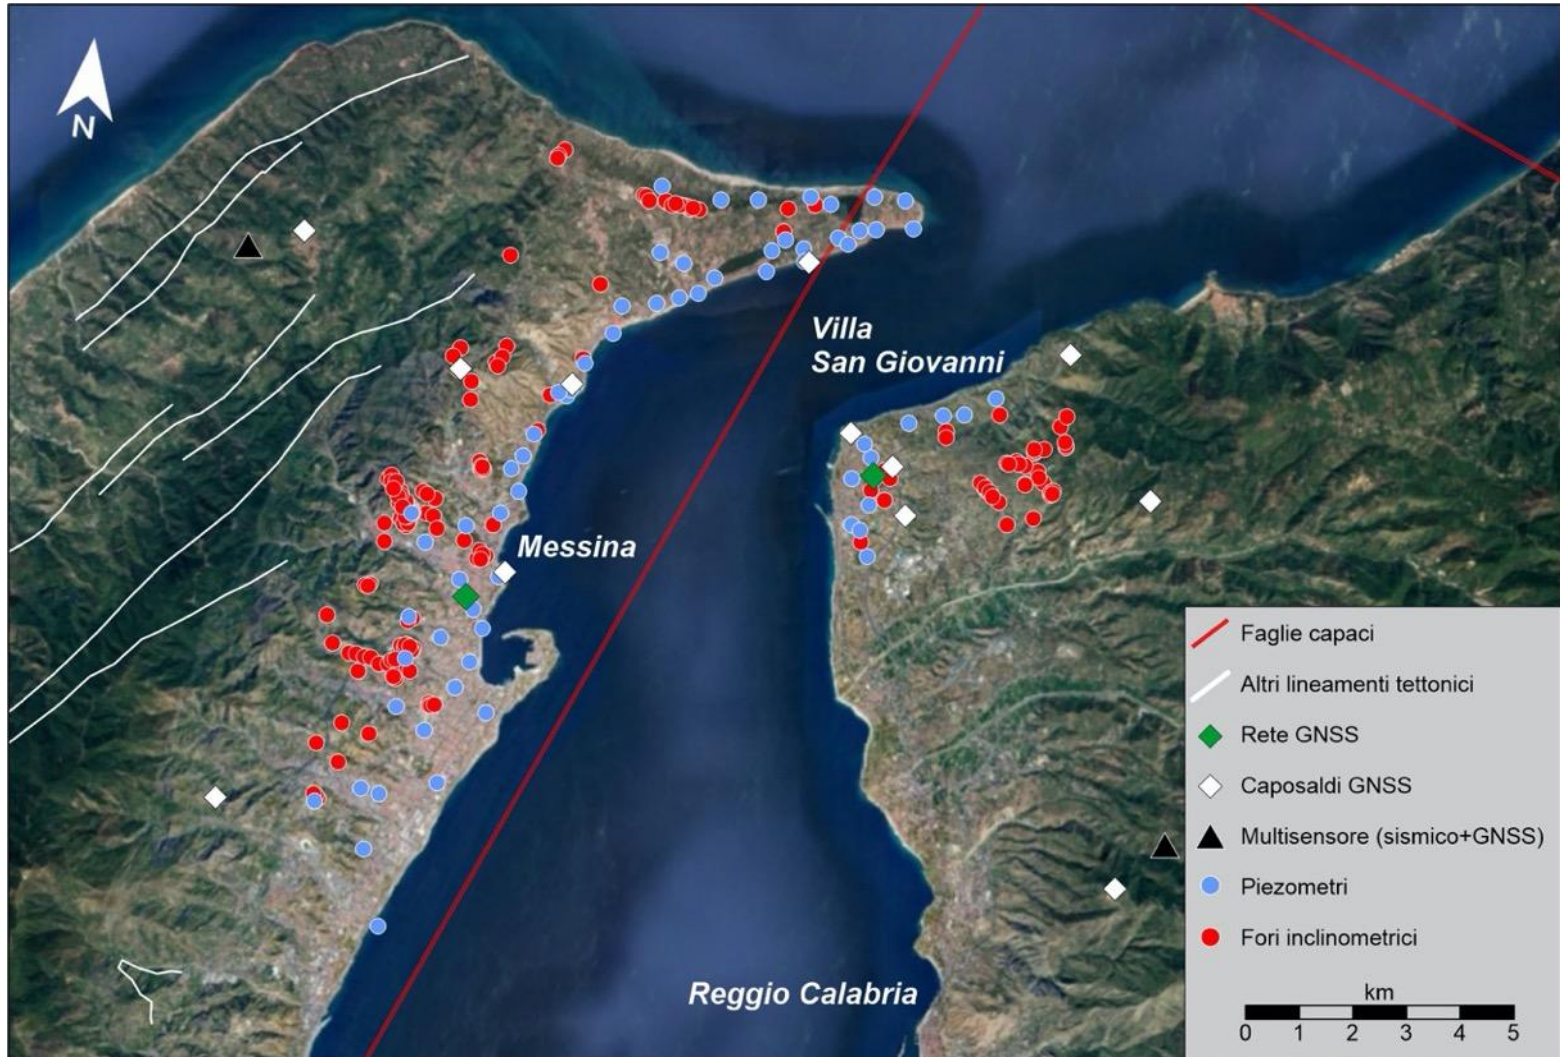 N
Villa
San Giovanni
Messina
Reggio Calabria
Faglie capaci
Altri lineamenti tettonici
Rete GNSS
Caposaldi GNSS
Multisensore (sismico+GNSS)
Piezometri
Fori inclinometrici
km
0 1 2 3 4 5